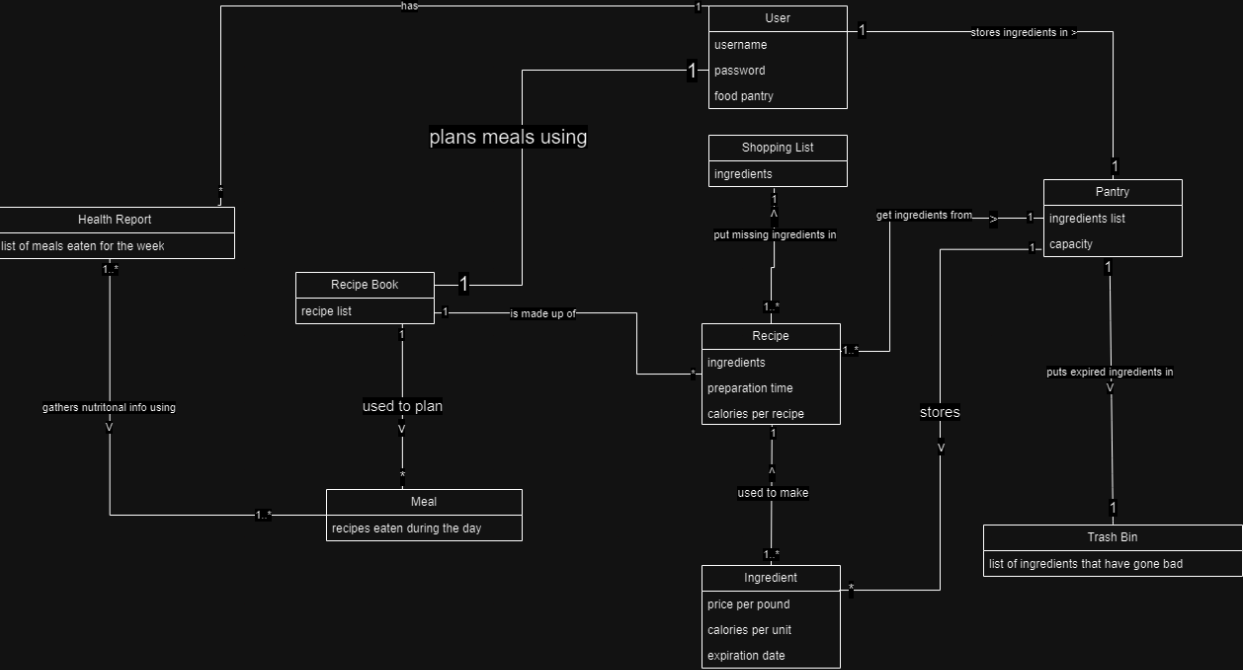 has
1
User
username
password
food pantry
1
stores ingredients in >
1
1
plans meals using
1
Shopping List
ingredients
1
^
put missing ingredients in
1..*
*
Health Report
list of meals eaten for the week
1..*
gathers nutritonal info using
V
1..*
Pantry
ingredients list
capacity
get ingredients from
>
1
1..*
1
stores
V
*
1
puts expired ingredients in
V
1
Recipe Book
recipe list
1
is made up of
*
1
used to plan
V
*
Recipe
ingredients
preparation time
calories per recipe
1
^
used to make
1..*
Meal
recipes eaten during the day
Trash Bin
list of ingredients that have gone bad
Ingredient
price per pound
calories per unit
expiration date